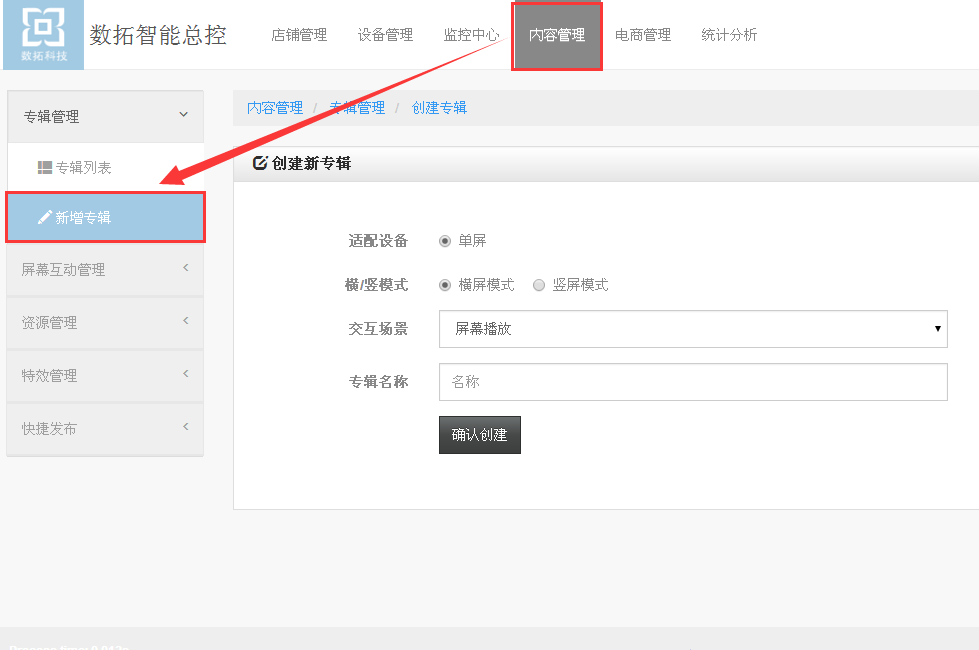 数拓科技
数拓智能总控
店铺管理 设备管理 监控中心 内容管理 电商管理 统计分析
专辑管理
专辑列表
新增专辑
屏幕互动管理
资源管理
特效管理
快捷发布
内容管理 / 专辑管理 / 创建专辑
创建新专辑
适配设备 单屏
横/竖模式 横屏模式 竖屏模式
交互场景 屏幕播放
专辑名称 名称
确认创建